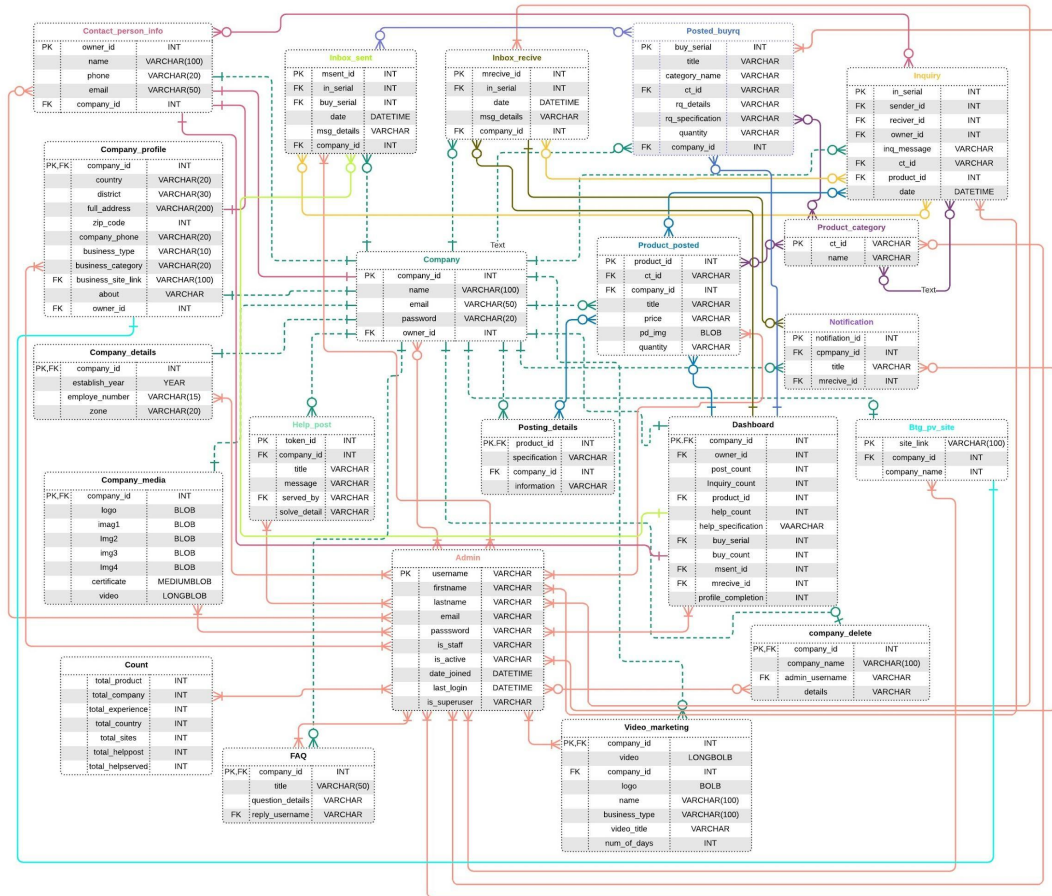 Contact_person_info
PK owner_id INT
name VARCHAR(100)
phone VARCHAR(20)
email VARCHAR(50)
FK company_id INT
Inbox_sent
PK msent_id INT
FK in_serial INT
FK buy_serial INT
date DATETIME
msg_details VARCHAR
FK company_id INT
Inbox_recive
PK mrecive_id INT
FK in_serial INT
date DATETIME
msg_details VARCHAR
FK company_id INT
Posted_buyrq
PK buy_serial INT
title VARCHAR
category_name VARCHAR
FK ct_id VARCHAR
rq_details VARCHAR
rq_specification VARCHAR
quantity VARCHAR
FK company_id INT
Inquiry
PK in_serial INT
FK sender_id INT
FK reciver_id INT
FK owner_id INT
inq_message VARCHAR
FK ct_id VARCHAR
FK product_id INT
date DATETIME
Company_profile
PK,FK company_id INT
country VARCHAR(20)
district VARCHAR(30)
full_address VARCHAR(200)
zip_code INT
company_phone VARCHAR(20)
business_type VARCHAR(10)
business_category VARCHAR(20)
FK business_site_link VARCHAR(100)
about VARCHAR
FK owner_id INT
Text
Company
PK company_id INT
name VARCHAR(100)
email VARCHAR(50)
password VARCHAR(20)
FK owner_id INT
Product_posted
PK product_id INT
FK ct_id VARCHAR
FK company_id INT
title VARCHAR
price VARCHAR
pd_img BLOB
quantity VARCHAR
Product_category
PK ct_id VARCHAR
name VARCHAR
Text
Notification
PK notifiation_id INT
FK cpmpany_id INT
title VARCHAR
FK mrecive_id INT
Company_details
PK,FK company_id INT
establish_year YEAR
employe_number VARCHAR(15)
zone VARCHAR(20)
Help_post
PK token_id INT
FK company_id INT
title VARCHAR
message VARCHAR
FK served_by VARCHAR
solve_detail VARCHAR
Posting_details
PK,FK product_id INT
specification VARCHAR
FK company_id INT
information VARCHAR
Dashboard
PK,FK company_id INT
FK owner_id INT
post_count INT
Inquiry_count INT
FK product_id INT
help_count INT
help_specification VAARCHAR
FK buy_serial INT
buy_count INT
FK msent_id INT
FK mrecive_id INT
profile_completion INT
Btg_pv_site
PK site_link VARCHAR(100)
FK company_id INT
company_name INT
Company_media
PK,FK company_id INT
logo BLOB
imag1 BLOB
Img2 BLOB
img3 BLOB
Img4 BLOB
certificate MEDIUMBLOB
video LONGBLOB
Admin
PK username VARCHAR
firstname VARCHAR
lastname VARCHAR
email VARCHAR
passsword VARCHAR
is_staff VARCHAR
is_active VARCHAR
date_joined DATETIME
last_login DATETIME
is_superuser VARCHAR
company_delete
PK,FK company_id INT
company_name VARCHAR(100)
FK admin_username VARCHAR
details VARCHAR
Count
total_product INT
total_company INT
total_experience INT
total_country INT
total_sites INT
total_helppost INT
total_helpserved INT
FAQ
PK,FK company_id INT
title VARCHAR(50)
question_details VARCHAR
FK reply_username VARCHAR
Video_marketing
PK,FK company_id INT
video LONGBOLB
FK company_id INT
logo BOLB
name VARCHAR(100)
business_type VARCHAR(100)
video_title VARCHAR
num_of_days INT